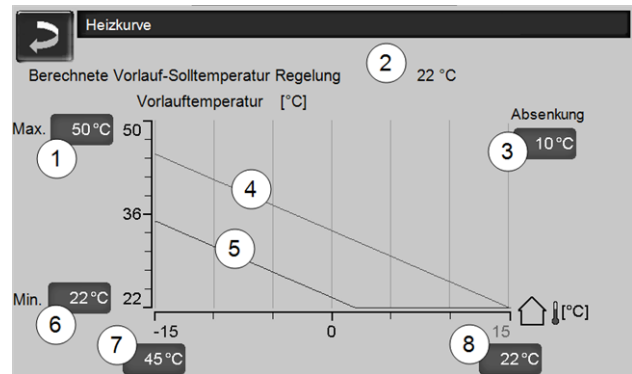 Heizkurve
Berechnete Vorlauf-Solltemperatur Regelung 2 22 °C
Vorlauftemperatur [°C]
Absenkung
Max. 50 °C 50
10 °C
1
3
4
36
5
Min. 22 °C 22
[°C]
6
-15 0 15
7
8
45 °C
22 °C